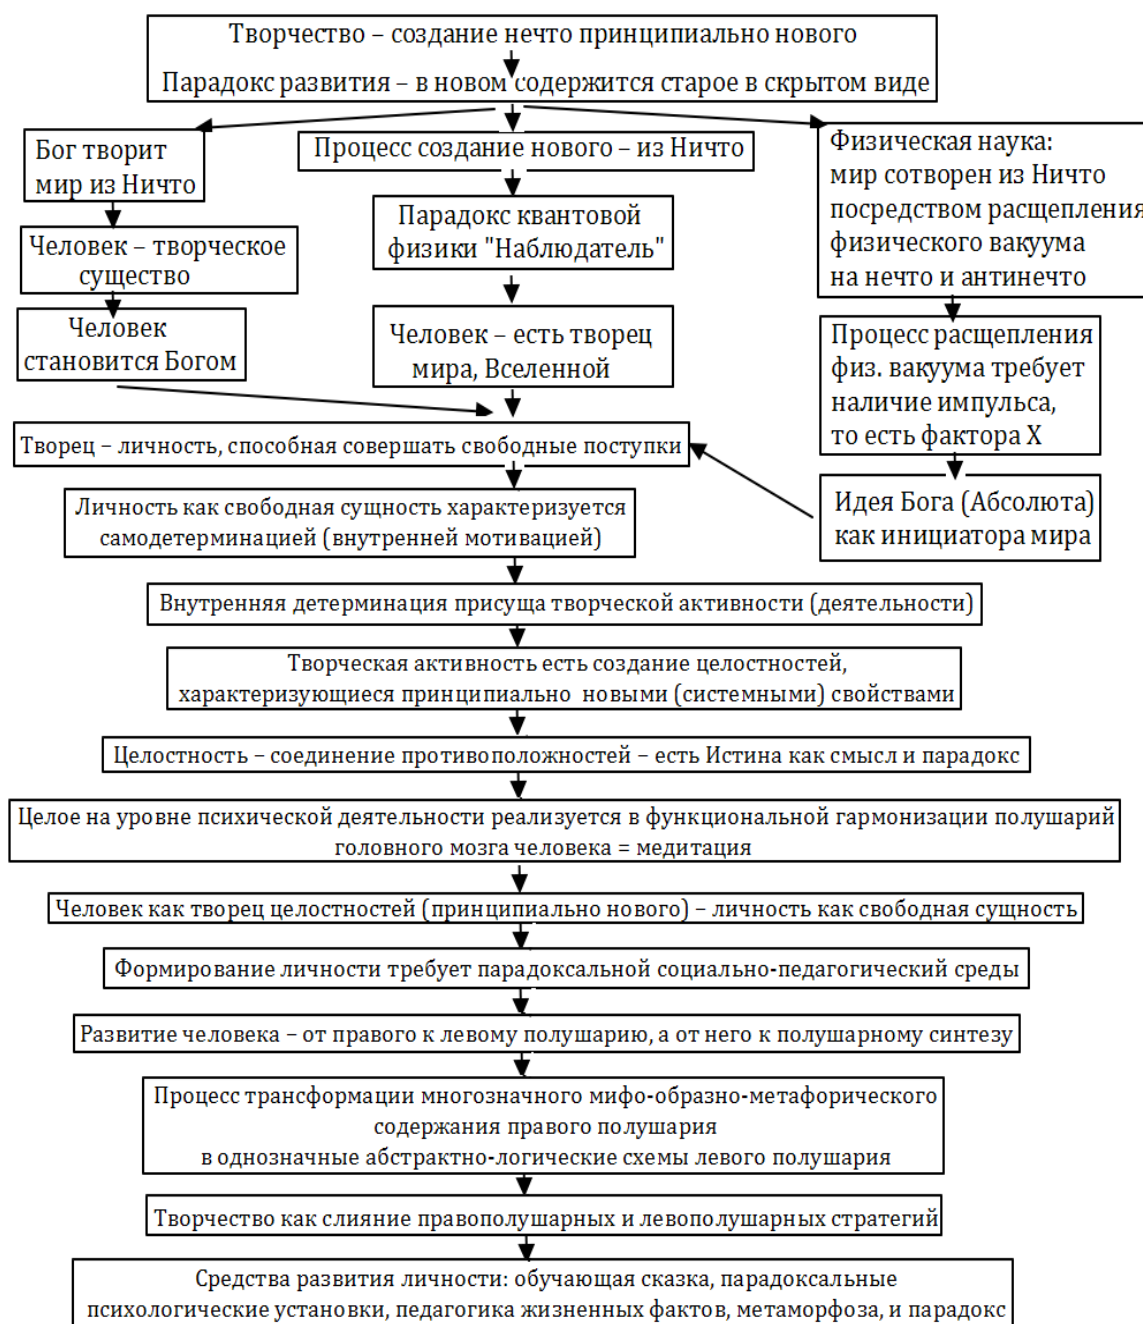 Творчество – создание нечто принципиально нового
Парадокс развития – в новом содержится старое в скрытом виде
Бог творит
мир из Ничто
Человек – творческое
существо
Человек
становится Богом
Процесс создание нового – из Ничто
Парадокс квантовой
физики "Наблюдатель"
Человек – есть творец
мира, Вселенной
Физическая наука:
мир сотворен из Ничто
посредством расщепления
физического вакуума
на нечто и антинечто
Процесс расщепления
физ. вакуума требует
наличие импульса,
то есть фактора X
Идея Бога (Абсолюта)
как инициатора мира
Творец – личность, способная совершать свободные поступки
Личность как свободная сущность характеризуется
самодетерминацией (внутренней мотивацией)
Внутренняя детерминация присуща творческой активности (деятельности)
Творческая активность есть создание целостностей,
характеризующиеся принципиально новыми (системными) свойствами
Целостность – соединение противоположностей – есть Истина как смысл и парадокс
Целое на уровне психической деятельности реализуется в функциональной гармонизации полушарий
головного мозга человека = медитация
Человек как творец целостностей (принципиально нового) – личность как свободная сущность
Формирование личности требует парадоксальной социально-педагогический среды
Развитие человека – от правого к левому полушарию, а от него к полушарному синтезу
Процесс трансформации многозначного мифо-образно-метафорического
содержания правого полушария
в однозначные абстрактно-логические схемы левого полушария
Творчество как слияние правополушарных и левополушарных стратегий
Средства развития личности: обучающая сказка, парадоксальные
психологические установки, педагогика жизненных фактов, метаморфоза, и парадокс